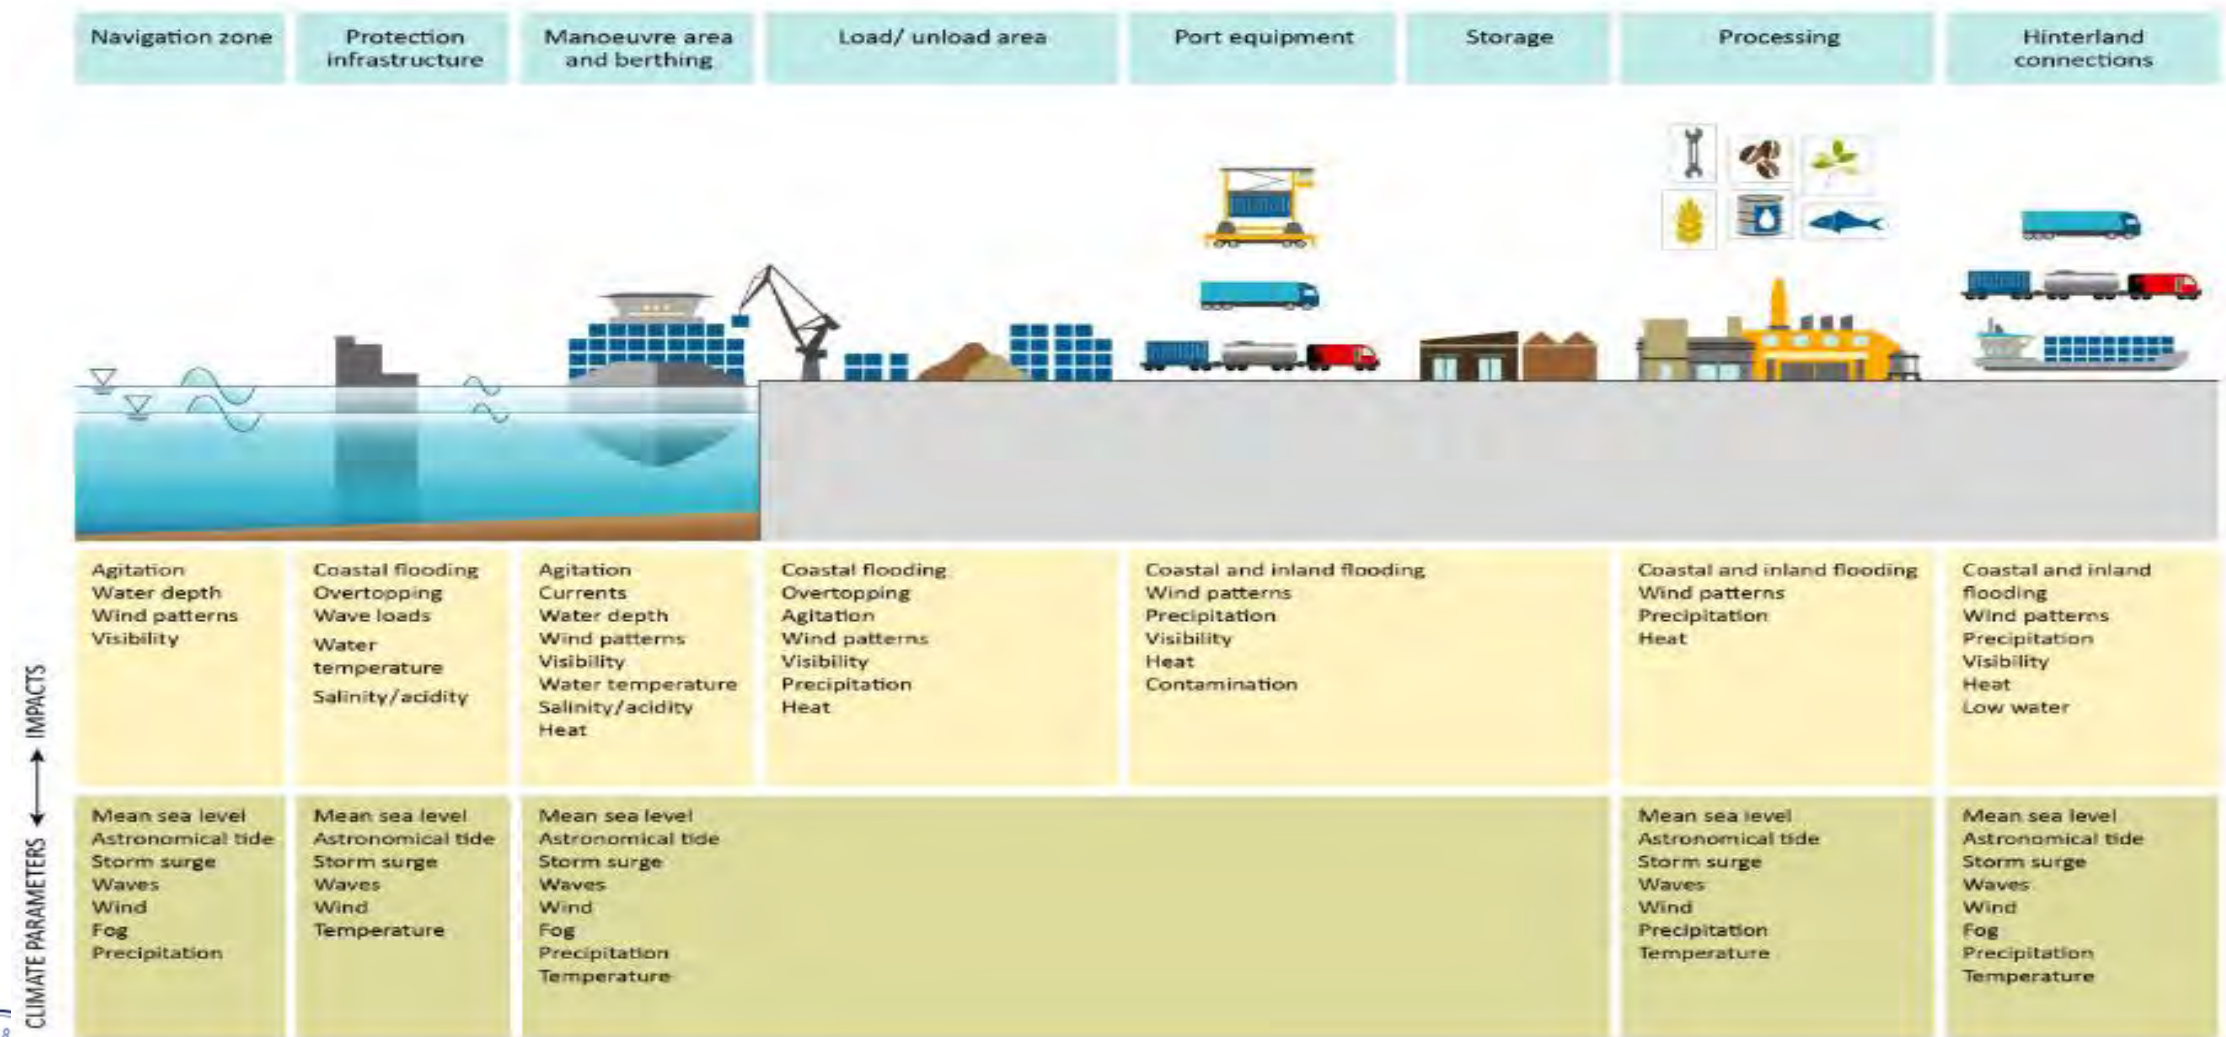 Navigation zone
Protection
infrastructure
Manoeuvre area
and berthing
Load/ unload area
Port equipment
Storage
Processing
Hinterland
connections
Agitation
Water depth
Wind patterns
Visibility
Coastal flooding
Overtopping
Wave loads
Water
temperature
Salinity/acidity
Agitation
Currents
Water depth
Wind patterns
Visibility
Water temperature
Salinity/acidity
Heat
Coastal flooding
Overtopping
Agitation
Wind patterns
Visibility
Precipitation
Heat
Coastal and inland flooding
Wind patterns
Precipitation
Visibility
Heat
Contamination
Coastal and inland flooding
Wind patterns
Precipitation
Heat
Coastal and inland
flooding
Wind patterns
Precipitation
Visibility
Heat
Low water
Mean sea level
Astronomical tide
Storm surge
Waves
Wind
Fog
Precipitation
Mean sea level
Astronomical tide
Storm surge
Waves
Wind
Temperature
Mean sea level
Astronomical tide
Storm surge
Waves
Wind
Fog
Precipitation
Temperature
Mean sea level
Astronomical tide
Storm surge
Waves
Wind
Precipitation
Temperature
Mean sea level
Astronomical tide
Storm surge
Waves
Wind
Fog
Precipitation
Temperature
CLIMATE PARAMETERS
IMPACTS